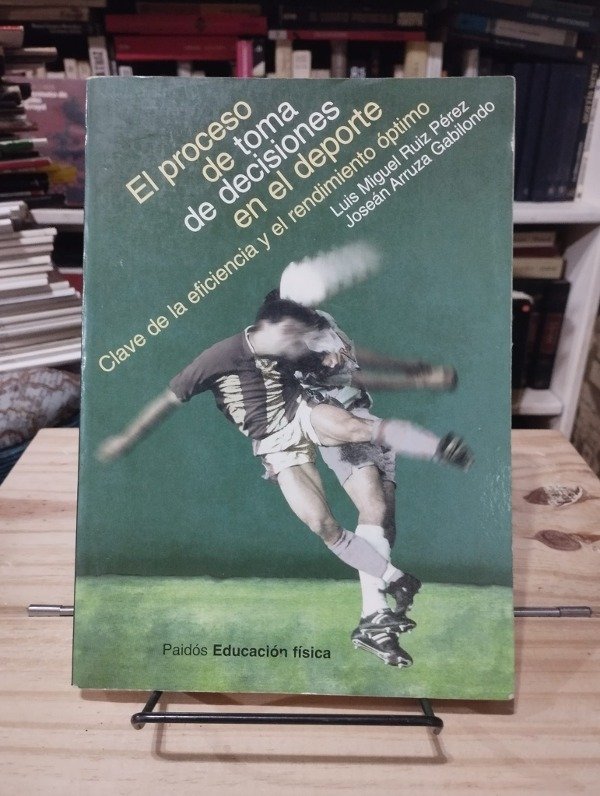 El proceso
de toma
de decisiones
en el deporte
Clave de la eficiencia y el rendimiento óptimo
Luis Miguel Ruiz Pérez
Joseán Arruza Gabilondo
Paidós Educación física